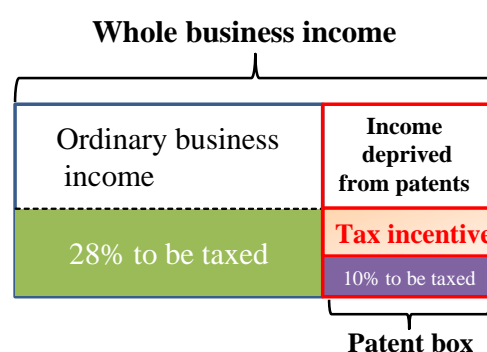 Whole business income
Ordinary business
income
Income
deprived
from patents
28% to be taxed
Tax incentive
10% to be taxed
Patent box